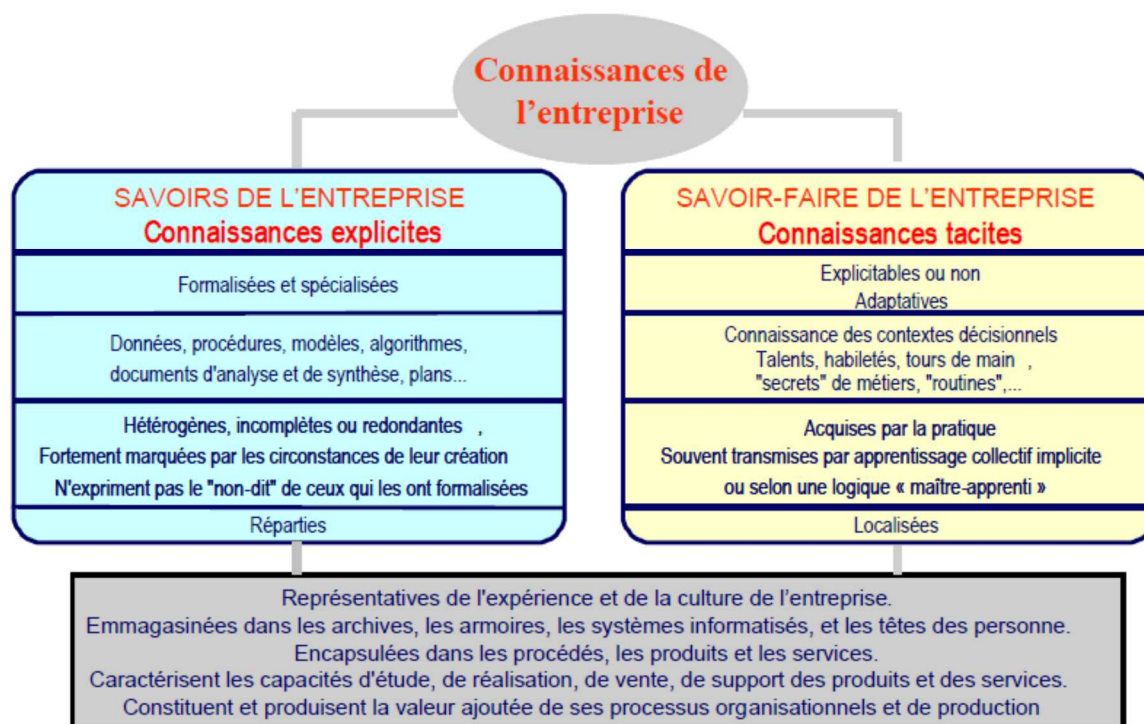 Connaissances de
l'entreprise
SAVOIRS DE L'ENTREPRISE
Connaissances explicites
Formalisées et spécialisées
Données, procédures, modèles, algorithmes,
documents d'analyse et de synthèse, plans...
Hétérogènes, incomplètes ou redondantes ,
Fortement marquées par les circonstances de leur création
N'expriment pas le "non-dit" de ceux qui les ont formalisées
Réparties
SAVOIR-FAIRE DE L'ENTREPRISE
Connaissances tacites
Explicitables ou non
Adaptatives
Connaissance des contextes décisionnels
Talents, habiletés, tours de main ,
"secrets" de métiers, "routines",...
Acquises par la pratique
Souvent transmises par apprentissage collectif implicite
ou selon une logique « maître-apprenti »
Localisées
Représentatives de l'expérience et de la culture de l'entreprise.
Emmagasinées dans les archives, les armoires, les systèmes informatisés, et les têtes des personne.
Encapsulées dans les procédés, les produits et les services.
Caractérisent les capacités d'étude, de réalisation, de vente, de support des produits et des services.
Constituent et produisent la valeur ajoutée de ses processus organisationnels et de production